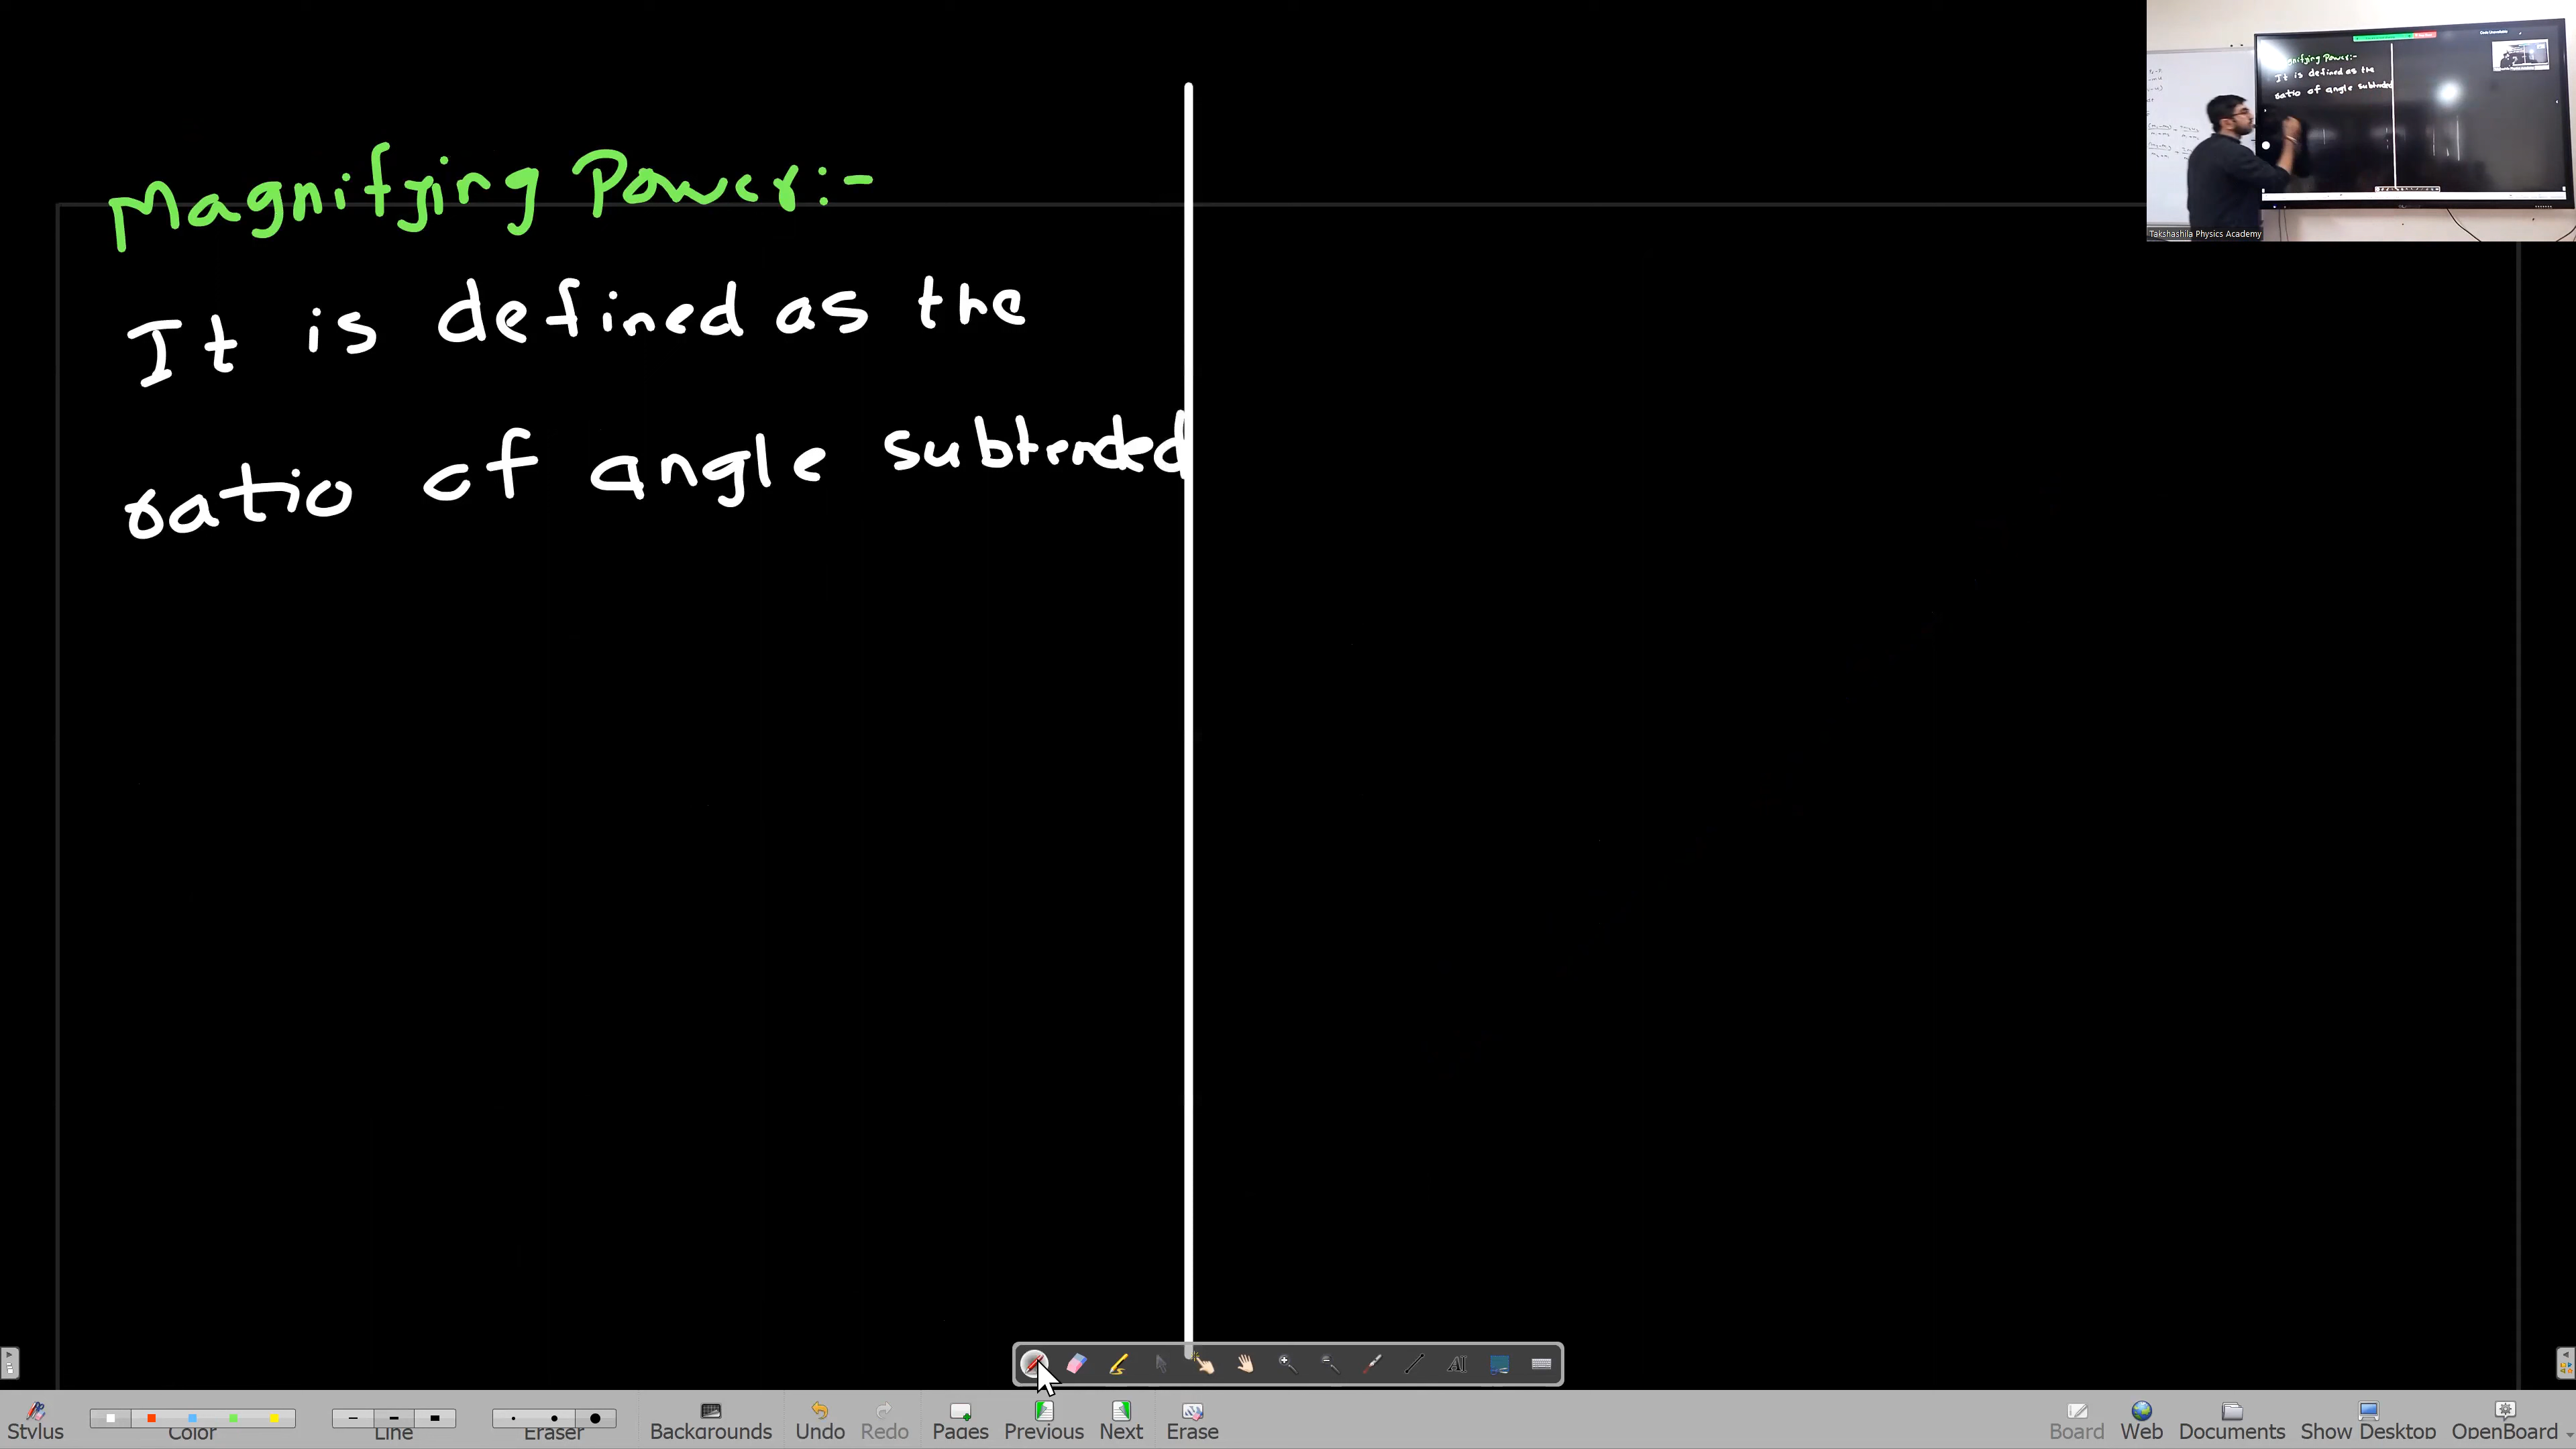 Magnifying Power:-
It is defined as the
ratio of angle subtended
Takshashila Physics Academy
Stylus
Color
Line
Eraser
Backgrounds
Undo
Redo
Pages
Previous
Next
Erase
Board
Web
Documents
Show Desktop
OpenBoard